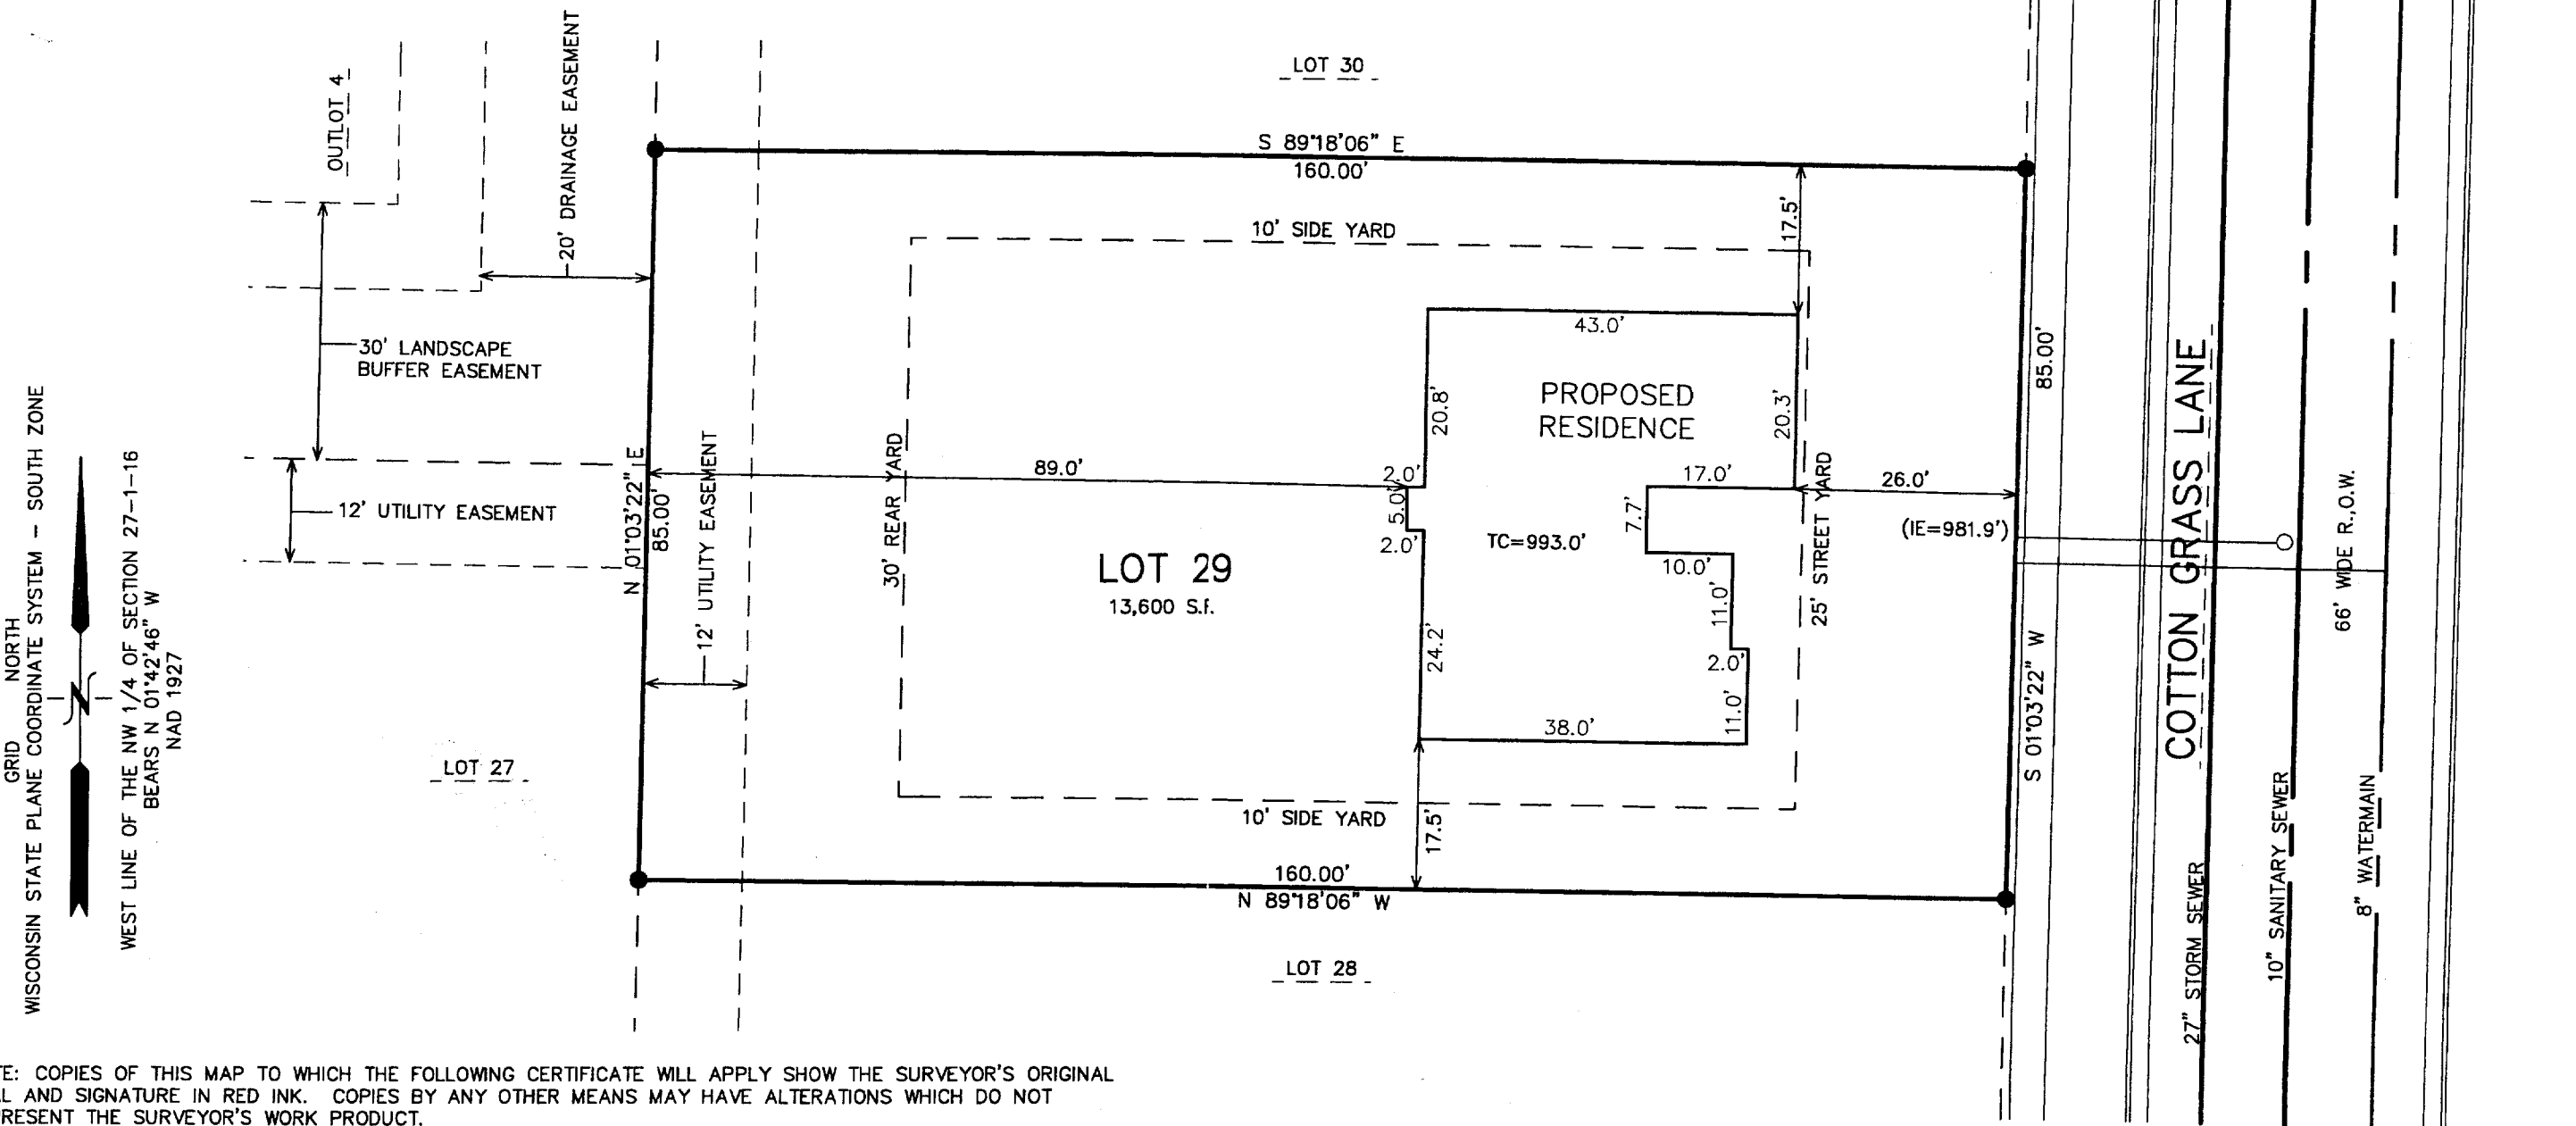 LOT 30
OUTLOT 4
20' DRAINAGE EASEMENT
S 89°18'06" E
160.00'
10' SIDE YARD
17.5'
30' LANDSCAPE
BUFFER EASEMENT
12' UTILITY EASEMENT
N 01°03'22" E
85.00'
12' UTILITY EASEMENT
30' REAR YARD
89.0'
43.0'
20.8'
PROPOSED
RESIDENCE
20.3'
2.0'
5.0'
2.0'
17.0'
7.7'
TC=993.0'
10.0'
11.0'
2.0'
11.0'
24.2'
38.0'
25' STREET YARD
26.0'
(IE=981.9')
LOT 29
13,600 S.F.
85.00'
S 01°03'22" W
COTTON GRASS LANE
66' WIDE R.O.W.
27" STORM SEWER
10" SANITARY SEWER
8" WATERMAIN
GRID NORTH
WISCONSIN STATE PLANE COORDINATE SYSTEM - SOUTH ZONE
N
WEST LINE OF THE NW 1/4 OF SECTION 27-1-16
BEARS N 01°42'46" W
NAD 1927
LOT 27
10' SIDE YARD
17.5'
160.00'
N 89°18'06" W
LOT 28
TE: COPIES OF THIS MAP TO WHICH THE FOLLOWING CERTIFICATE WILL APPLY SHOW THE SURVEYOR'S ORIGINAL
L AND SIGNATURE IN RED INK. COPIES BY ANY OTHER MEANS MAY HAVE ALTERATIONS WHICH DO NOT
RESENT THE SURVEYOR'S WORK PRODUCT.